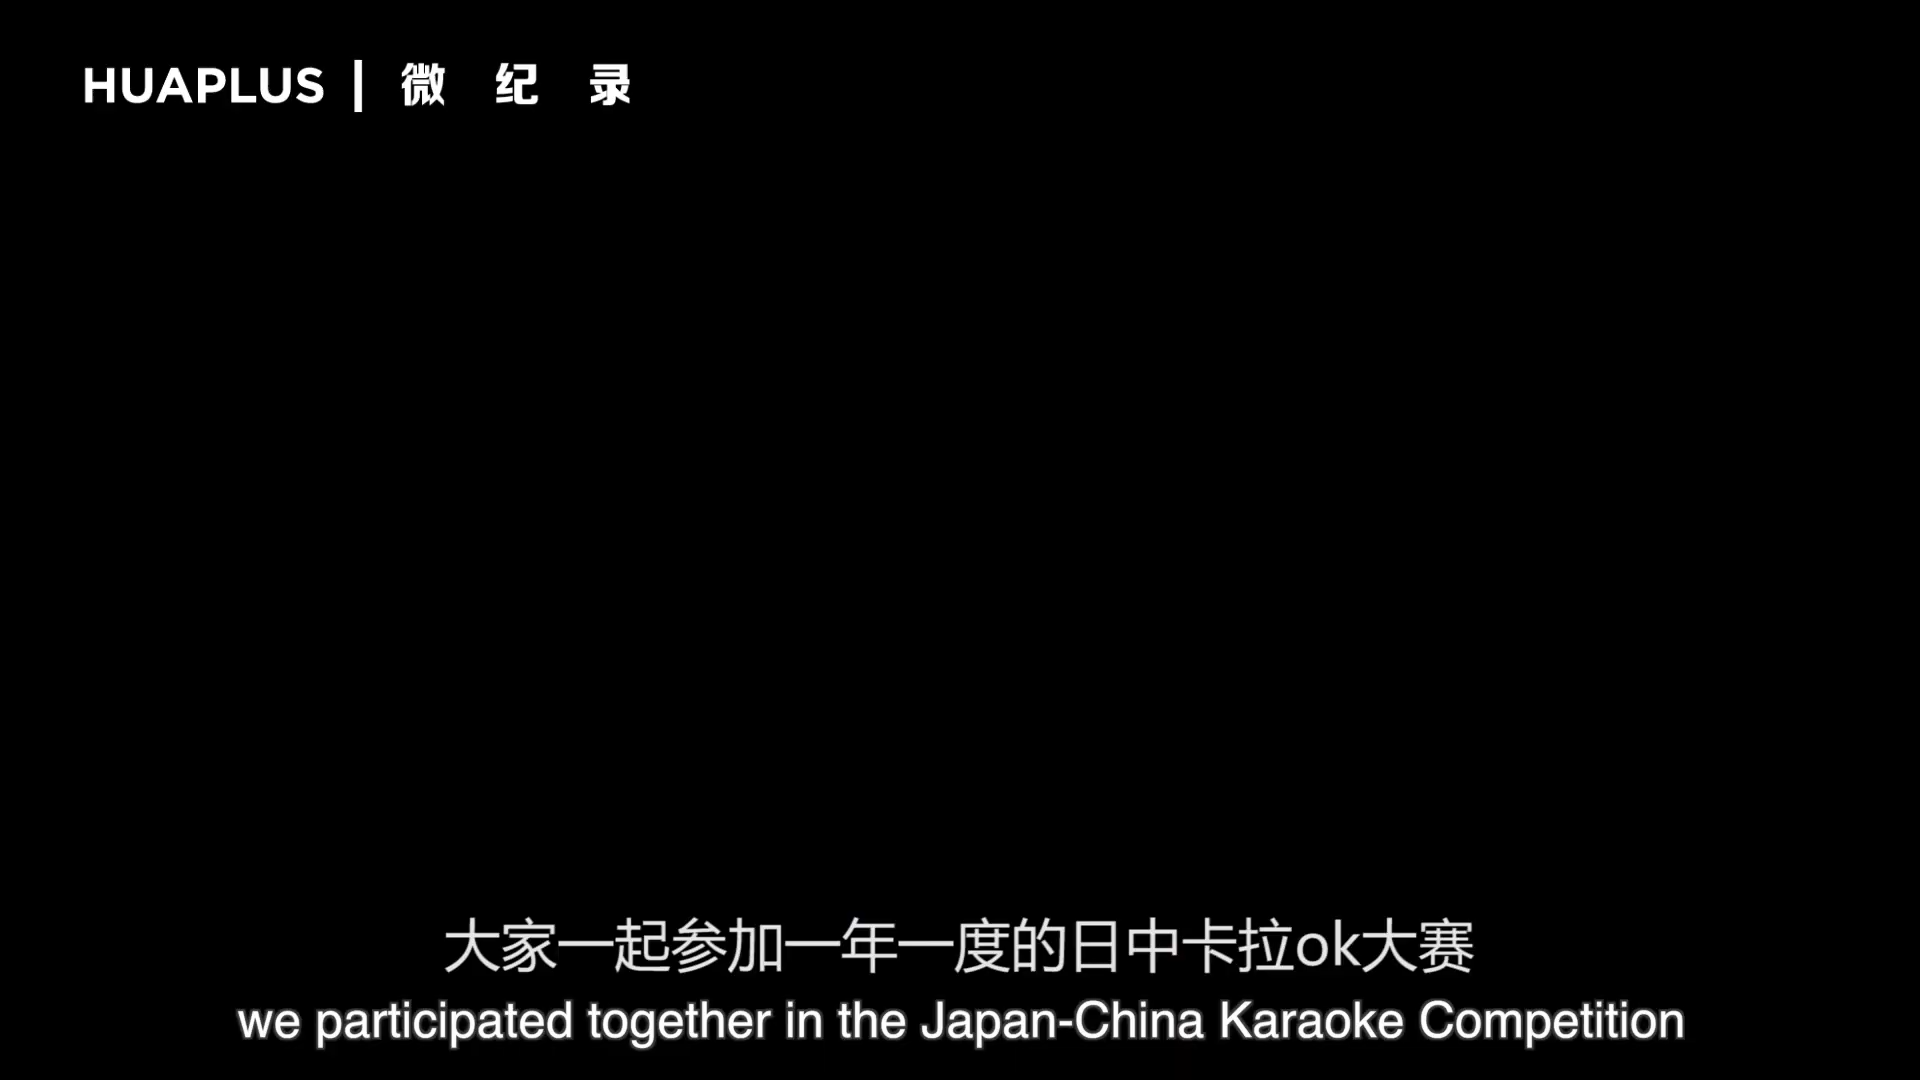 HUAPLUS | 微 纪 录
大家一起参加一年一度的日中卡拉ok大赛
we participated together in the Japan-China Karaoke Competition